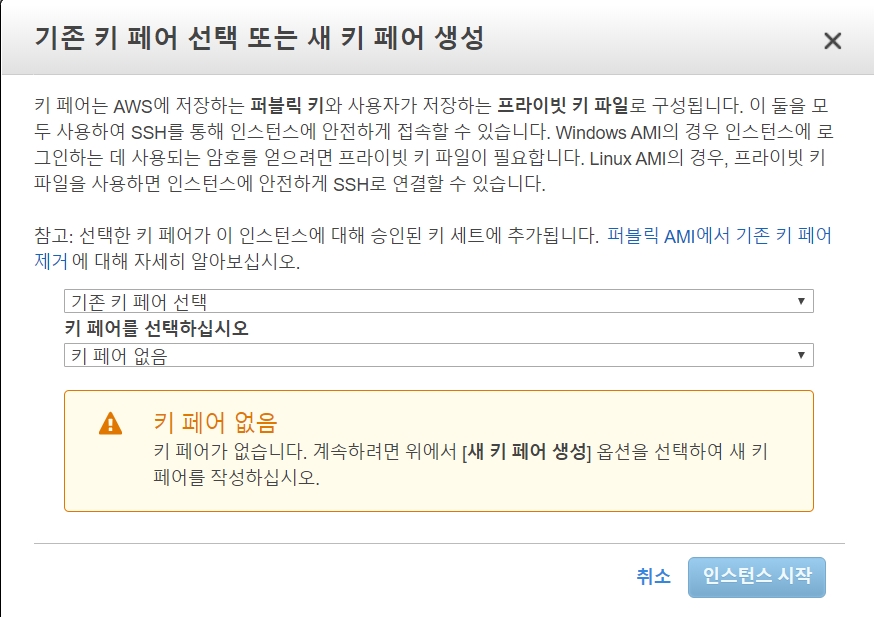 기존 키 페어 선택 또는 새 키 페어 생성
키 페어는 AWS에 저장하는 퍼블릭 키와 사용자가 저장하는 프라이빗 키 파일로 구성됩니다. 이 둘을 모
두 사용하여 SSH를 통해 인스턴스에 안전하게 접속할 수 있습니다. Windows AMI의 경우 인스턴스에 로
그인하는 데 사용되는 암호를 얻으려면 프라이빗 키 파일이 필요합니다. Linux AMI의 경우, 프라이빗 키
파일을 사용하면 인스턴스에 안전하게 SSH로 연결할 수 있습니다.
참고: 선택한 키 페어가 이 인스턴스에 대해 승인된 키 세트에 추가됩니다. 퍼블릭 AMI에서 기존 키 페어
제거 에 대해 자세히 알아보십시오.
기존 키 페어 선택
키 페어를 선택하십시오
키 페어 없음
키 페어 없음
키 페어가 없습니다. 계속하려면 위에서 [새 키 페어 생성] 옵션을 선택하여 새 키
페어를 작성하십시오.
취소 인스턴스 시작